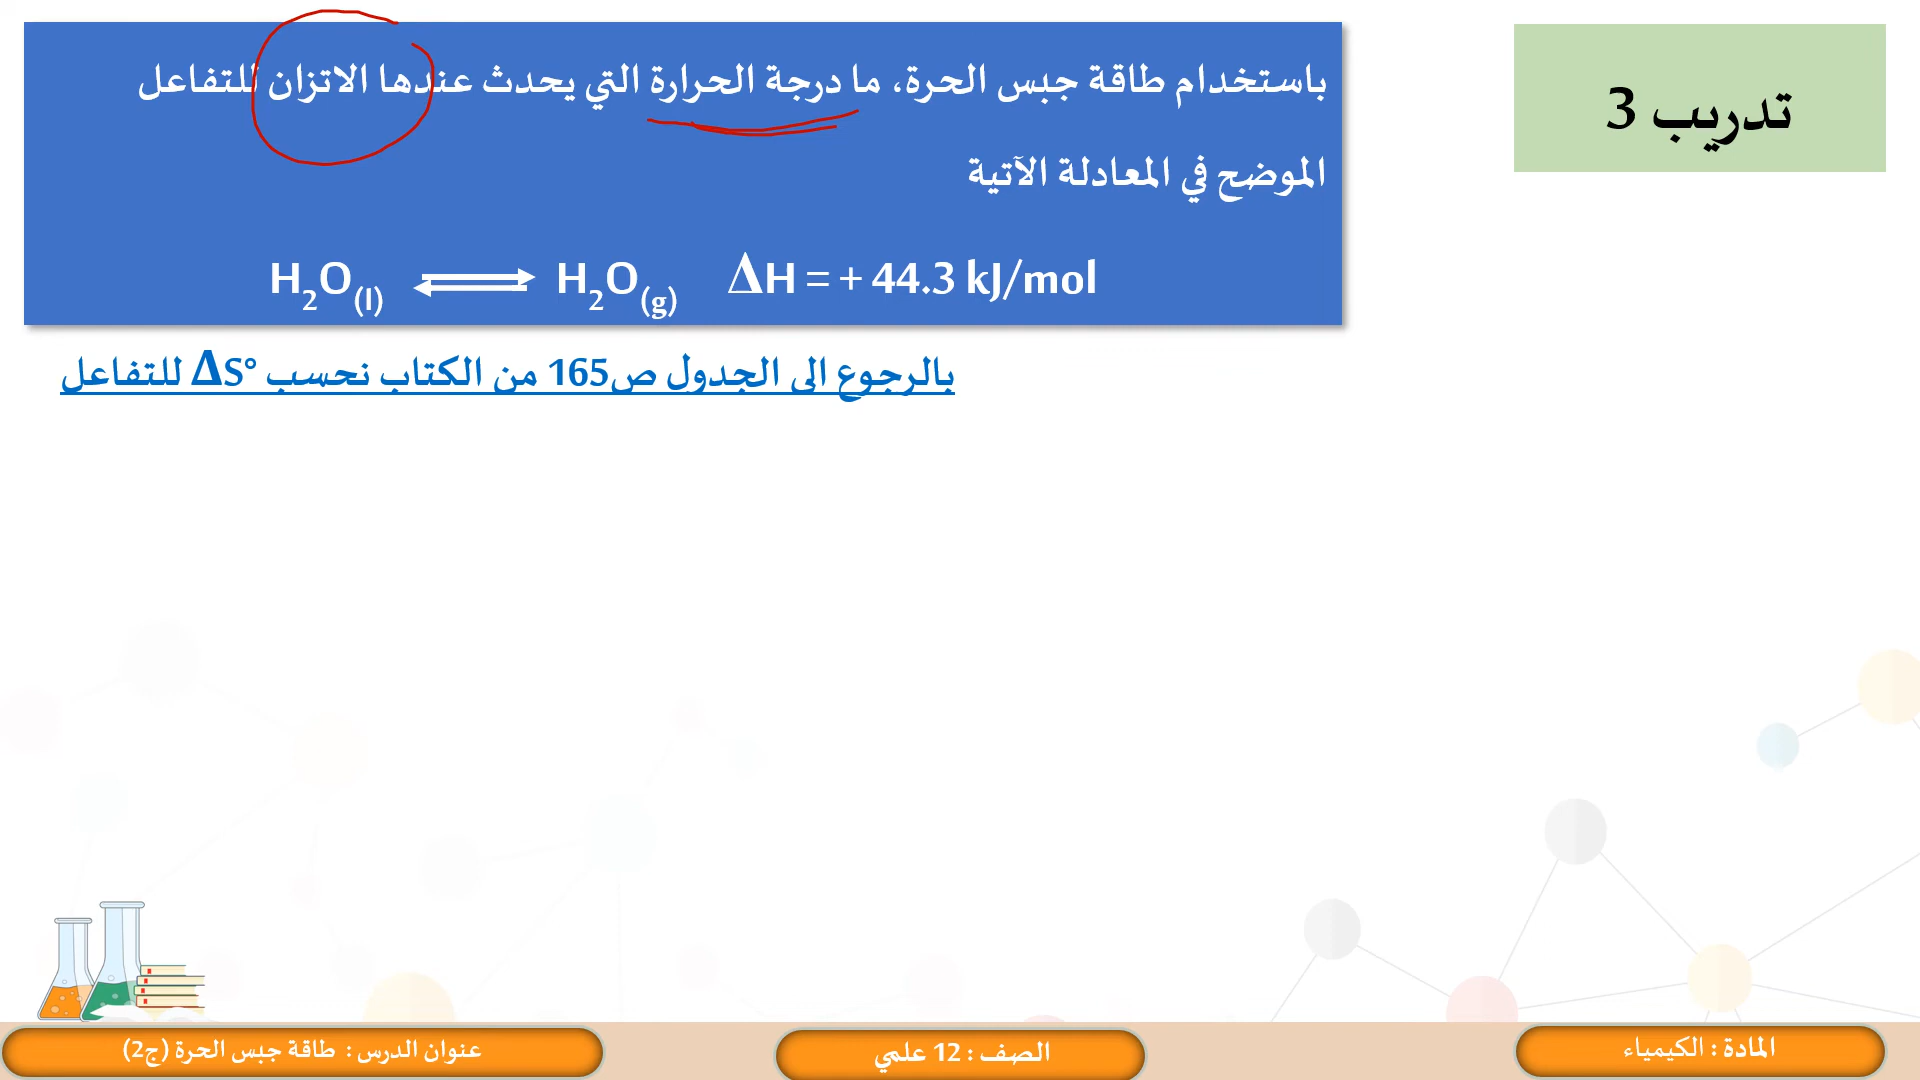 تدريب 3
باستخدام طاقة جبس الحرة، ما درجة الحرارة التي يحدث عندها الاتزان للتفاعل
الموضح في المعادلة الآتية
H2O(l) ⇌ H2O(g) ΔH = + 44.3 kJ/mol
بالرجوع الى الجدول ص165 من الكتاب نحسب ΔS° للتفاعل
المادة : الكيمياء
الصف : 12 علمي
عنوان الدرس : طاقة جبس الحرة (ج2)